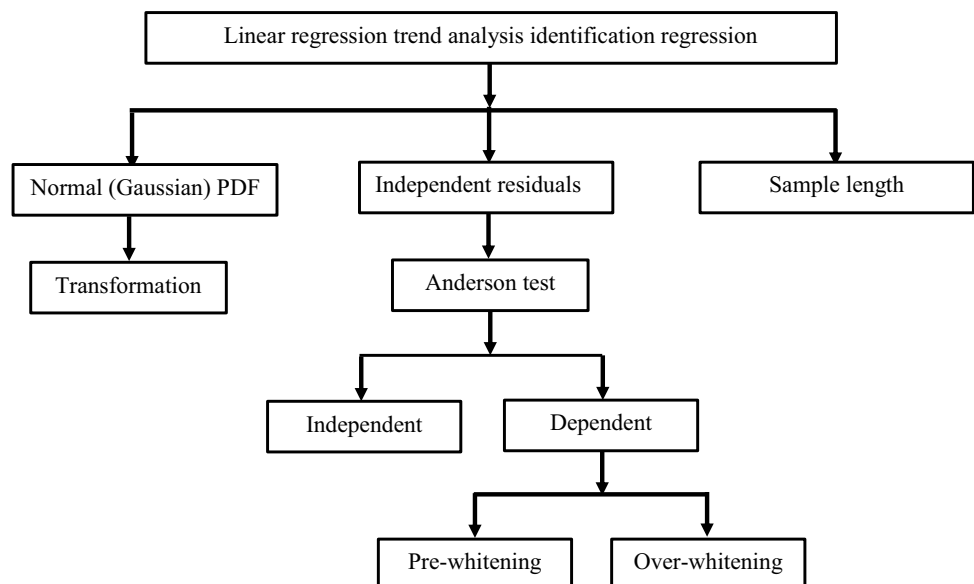 Linear regression trend analysis identification regression
Normal (Gaussian) PDF
Independent residuals
Sample length
Transformation
Anderson test
Independent
Dependent
Pre-whitening
Over-whitening